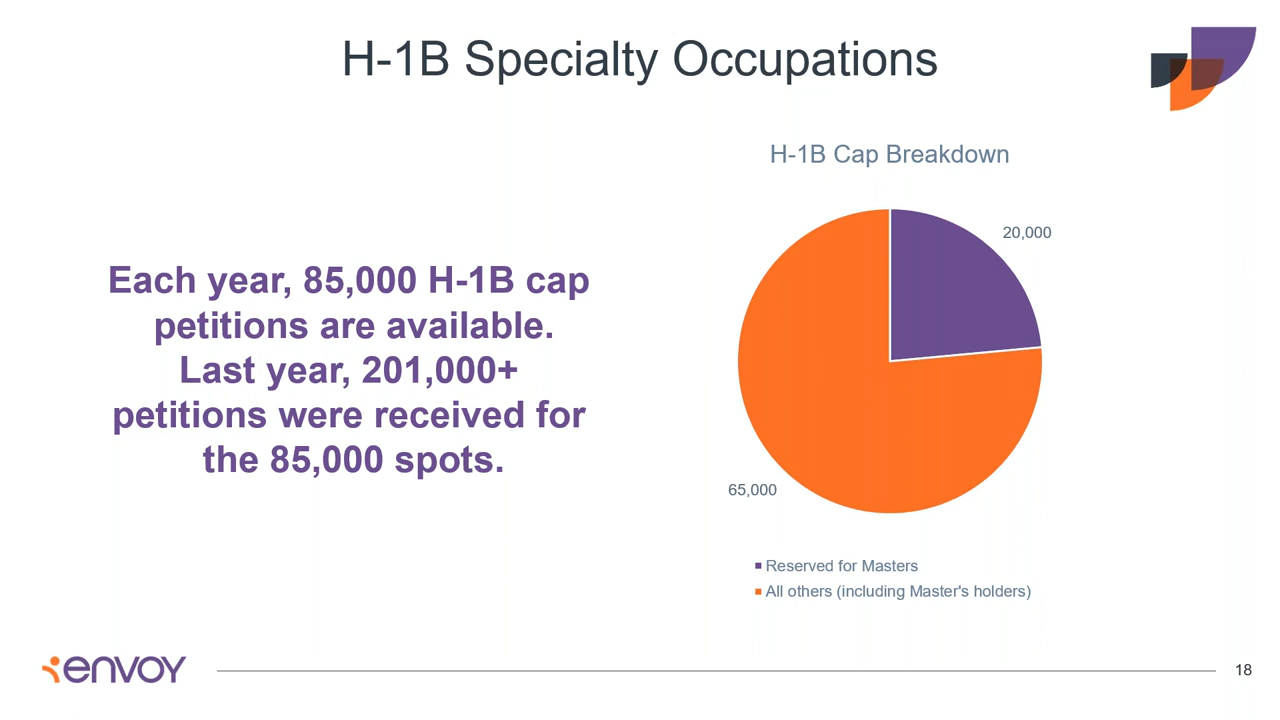 H-1B Specialty Occupations
Each year, 85,000 H-1B cap
petitions are available.
Last year, 201,000+
petitions were received for
the 85,000 spots.
H-1B Cap Breakdown
20,000
65,000
Reserved for Masters
All others (including Master's holders)
envoy
18